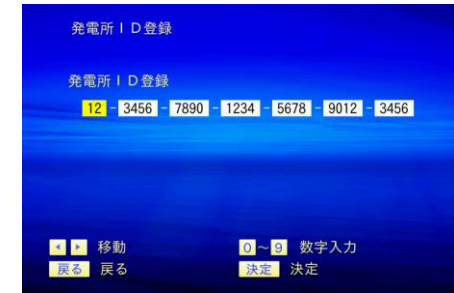 発電所ＩＤ登録
発電所ＩＤ登録
12 - 3456 - 7890 - 1234 - 5678 - 9012 - 3456
◂ ▸ 移動 0～9 数字入力
戻る 戻る 決定 決定